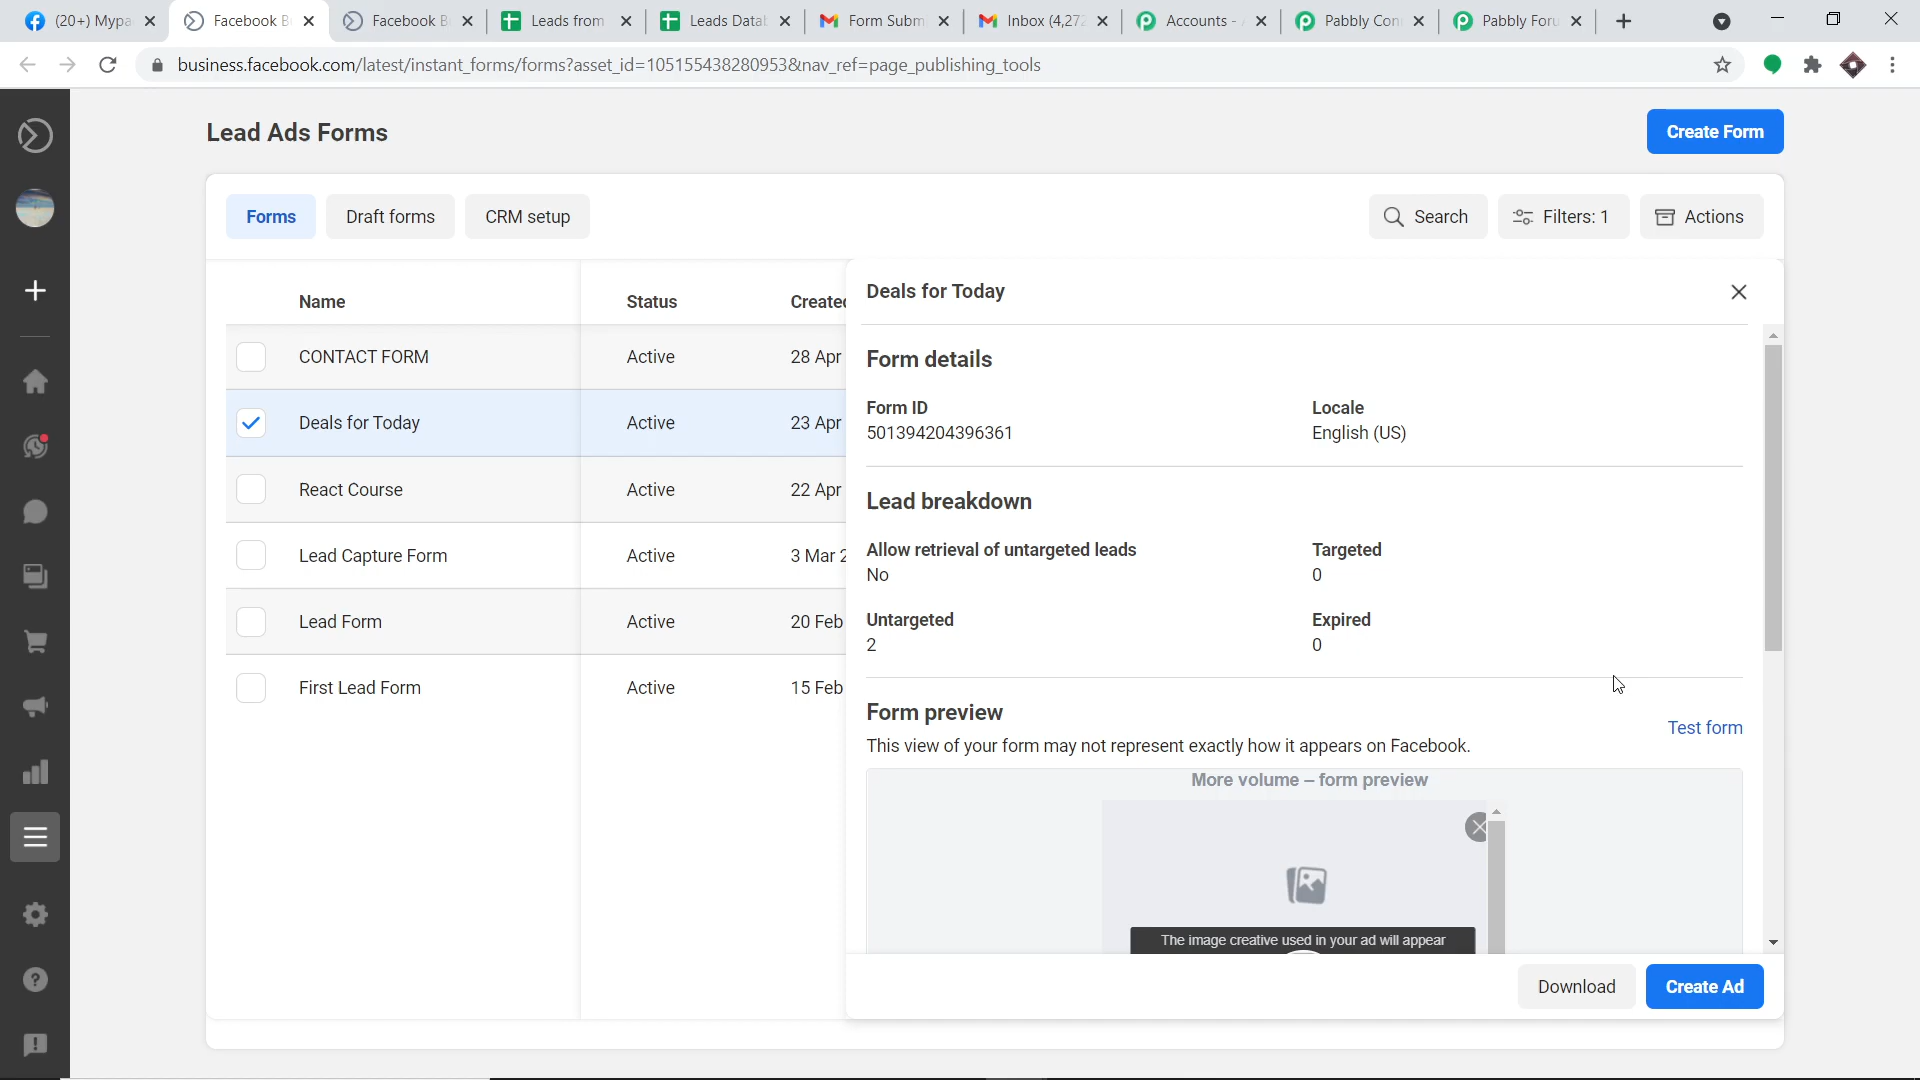 (20+) Mypa
Facebook B
Facebook B
Leads from
Leads Datab
Form Subm
Inbox (4,272
Accounts -
Pabbly Con
Pabbly Foru
business.facebook.com/latest/instant_forms/forms?asset_id=105155438280953&nav_ref=page_publishing_tools
Lead Ads Forms
Create Form
Forms
Draft forms
CRM setup
Search
Filters: 1
Actions
Name
Status
Created
CONTACT FORM
Active
28 Apr
Deals for Today
Active
23 Apr
React Course
Active
22 Apr
Lead Capture Form
Active
3 Mar 2
Lead Form
Active
20 Feb
First Lead Form
Active
15 Feb
Deals for Today
Form details
Form ID
Locale
501394204396361
English (US)
Lead breakdown
Allow retrieval of untargeted leads
Targeted
No
0
Untargeted
Expired
2
0
Form preview
Test form
This view of your form may not represent exactly how it appears on Facebook.
More volume – form preview
The image creative used in your ad will appear
Download
Create Ad